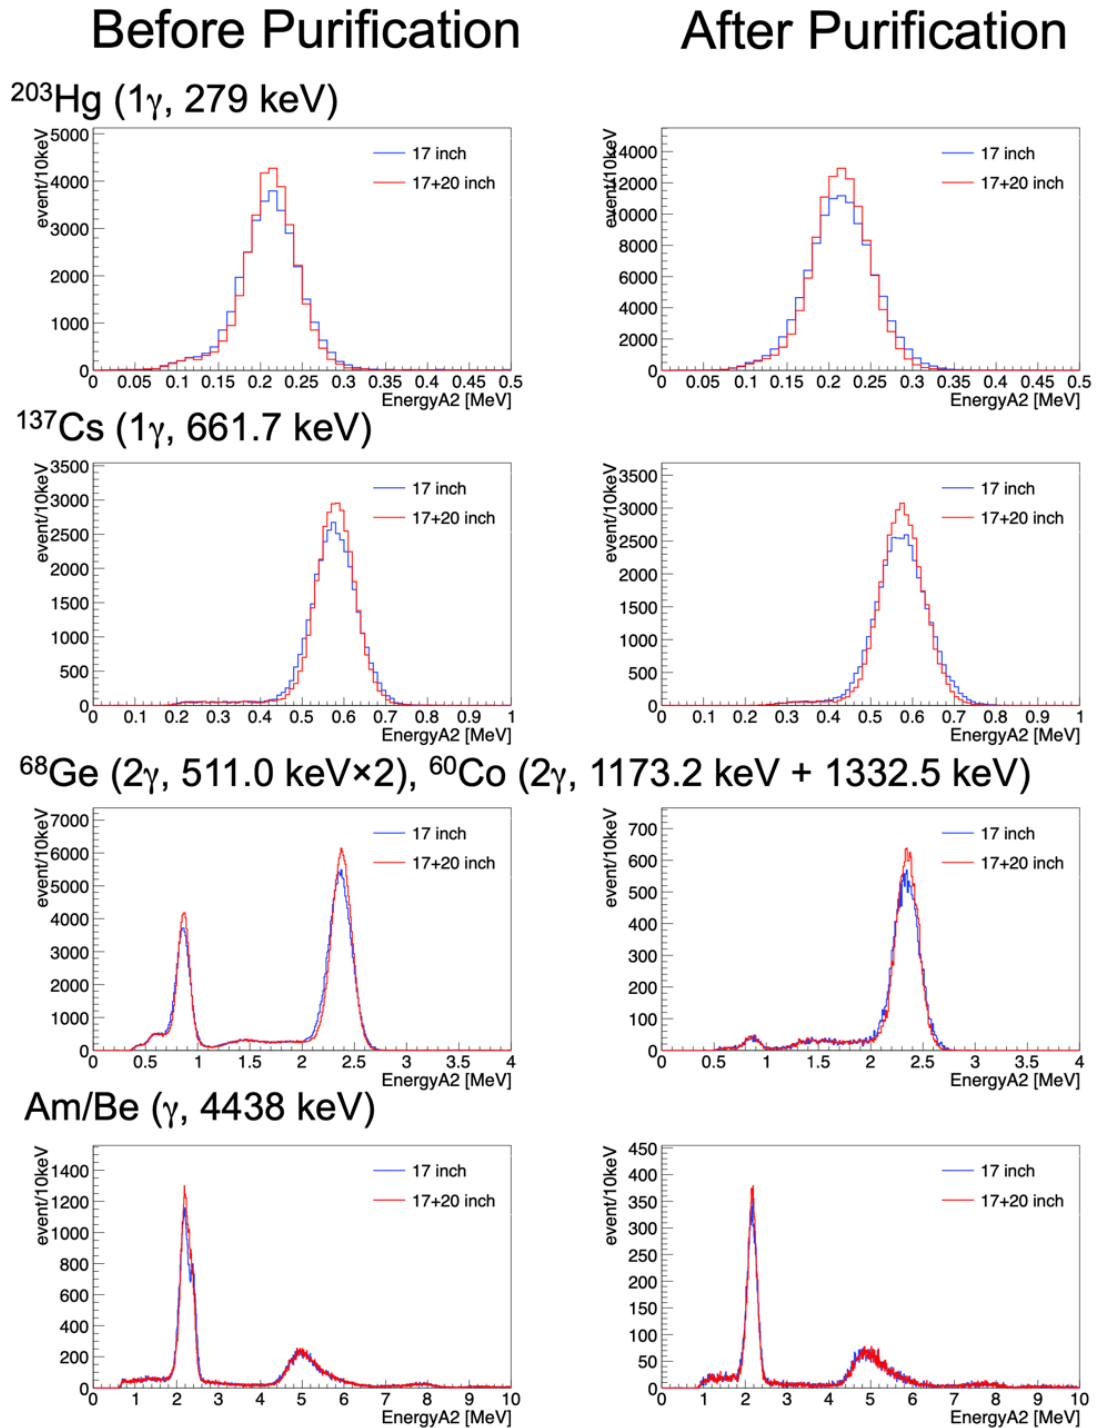 Before Purification
After Purification
²⁰³Hg (1γ, 279 keV)
event/10keV
5000
4000
3000
2000
1000
0
17 inch
17+20 inch
0 0.05 0.1 0.15 0.2 0.25 0.3 0.35 0.4 0.45 0.5
EnergyA2 [MeV]
event/10keV
14000
12000
10000
8000
6000
4000
2000
0
17 inch
17+20 inch
0 0.05 0.1 0.15 0.2 0.25 0.3 0.35 0.4 0.45 0.5
EnergyA2 [MeV]
¹³⁷Cs (1γ, 661.7 keV)
event/10keV
3500
3000
2500
2000
1500
1000
500
0
17 inch
17+20 inch
0 0.1 0.2 0.3 0.4 0.5 0.6 0.7 0.8 0.9 1
EnergyA2 [MeV]
event/10keV
3500
3000
2500
2000
1500
1000
500
0
17 inch
17+20 inch
0 0.1 0.2 0.3 0.4 0.5 0.6 0.7 0.8 0.9 1
EnergyA2 [MeV]
⁶⁸Ge (2γ, 511.0 keV×2), ⁶⁰Co (2γ, 1173.2 keV + 1332.5 keV)
event/10keV
7000
6000
5000
4000
3000
2000
1000
0
17 inch
17+20 inch
0 0.5 1 1.5 2 2.5 3 3.5 4
EnergyA2 [MeV]
event/10keV
700
600
500
400
300
200
100
0
17 inch
17+20 inch
0 0.5 1 1.5 2 2.5 3 3.5 4
EnergyA2 [MeV]
Am/Be (γ, 4438 keV)
event/10keV
1400
1200
1000
800
600
400
200
0
17 inch
17+20 inch
0 1 2 3 4 5 6 7 8 9 10
EnergyA2 [MeV]
event/10keV
450
400
350
300
250
200
150
100
50
0
17 inch
17+20 inch
0 1 2 3 4 5 6 7 8 9 10
EnergyA2 [MeV]